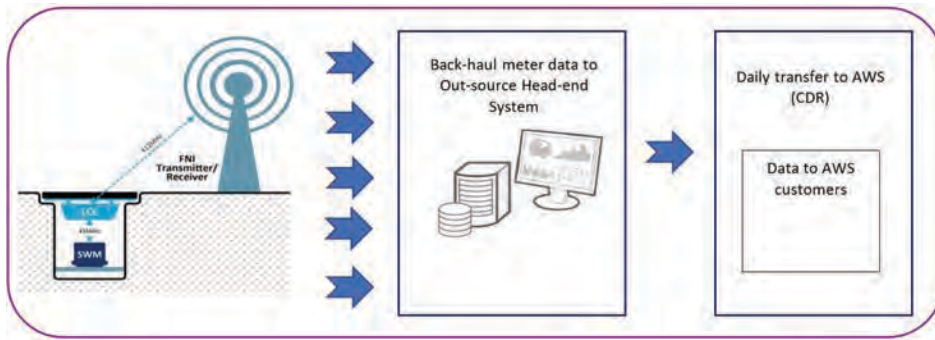 FNI
Transmitter/
Receiver
LCE
SWM
Back-haul meter data to
Out-source Head-end
System
Daily transfer to AWS
(CDR)
Data to AWS
customers